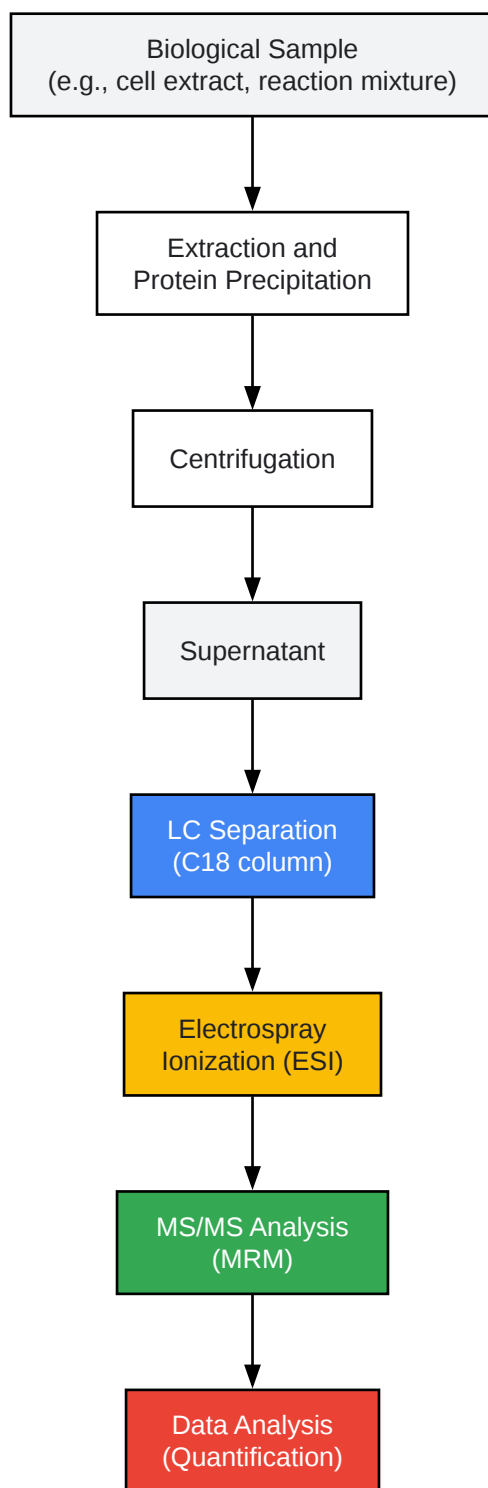 Biological Sample
(e.g., cell extract, reaction mixture)
Extraction and
Protein Precipitation
Centrifugation
Supernatant
LC Separation
(C18 column)
Electrospray
Ionization (ESI)
MS/MS Analysis
(MRM)
Data Analysis
(Quantification)